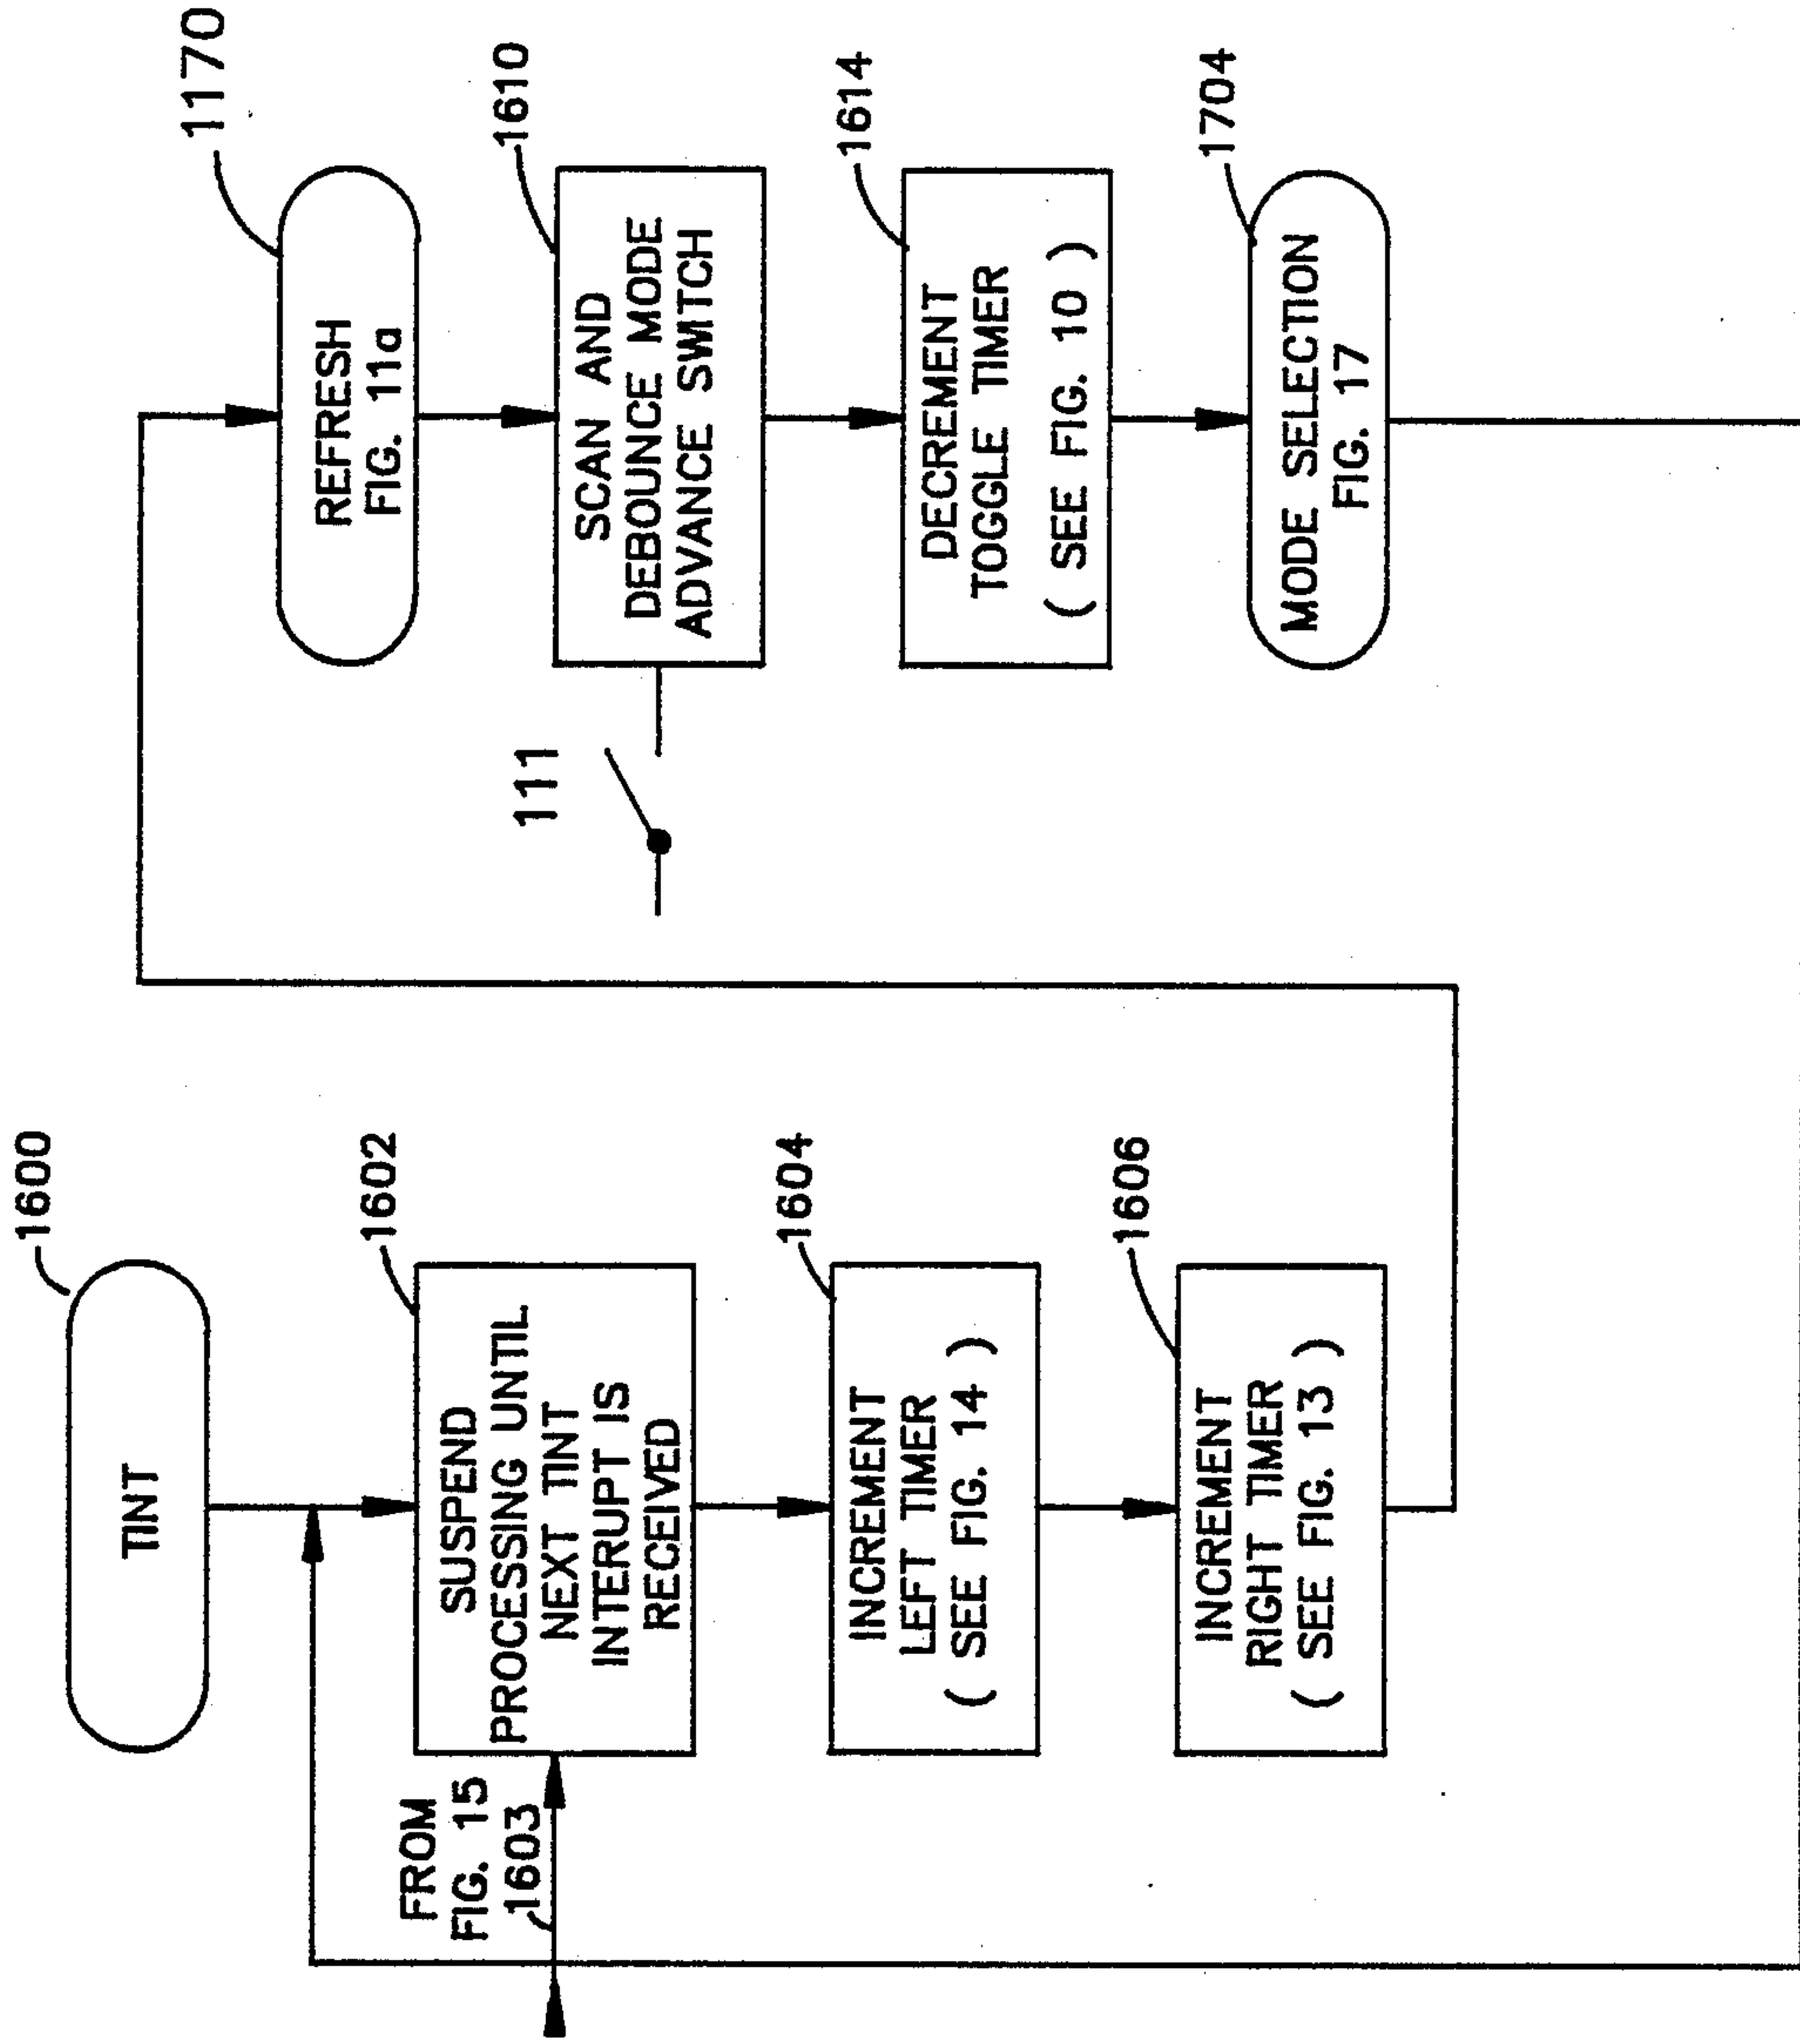 1600
TINT
1602
SUSPEND
PROCESSING UNTIL
NEXT TINT
INTERRUPT IS
RECEIVED
FROM
FIG. 15
1603
1604
INCREMENT
LEFT TIMER
( SEE FIG. 14 )
1606
INCREMENT
RIGHT TIMER
( SEE FIG. 13 )
1170
REFRESH
FIG. 11a
1610
SCAN AND
DEBOUNCE MODE
ADVANCE SWITCH
111
1614
DECREMENT
TOGGLE TIMER
( SEE FIG. 10 )
1704
MODE SELECTION
FIG. 17